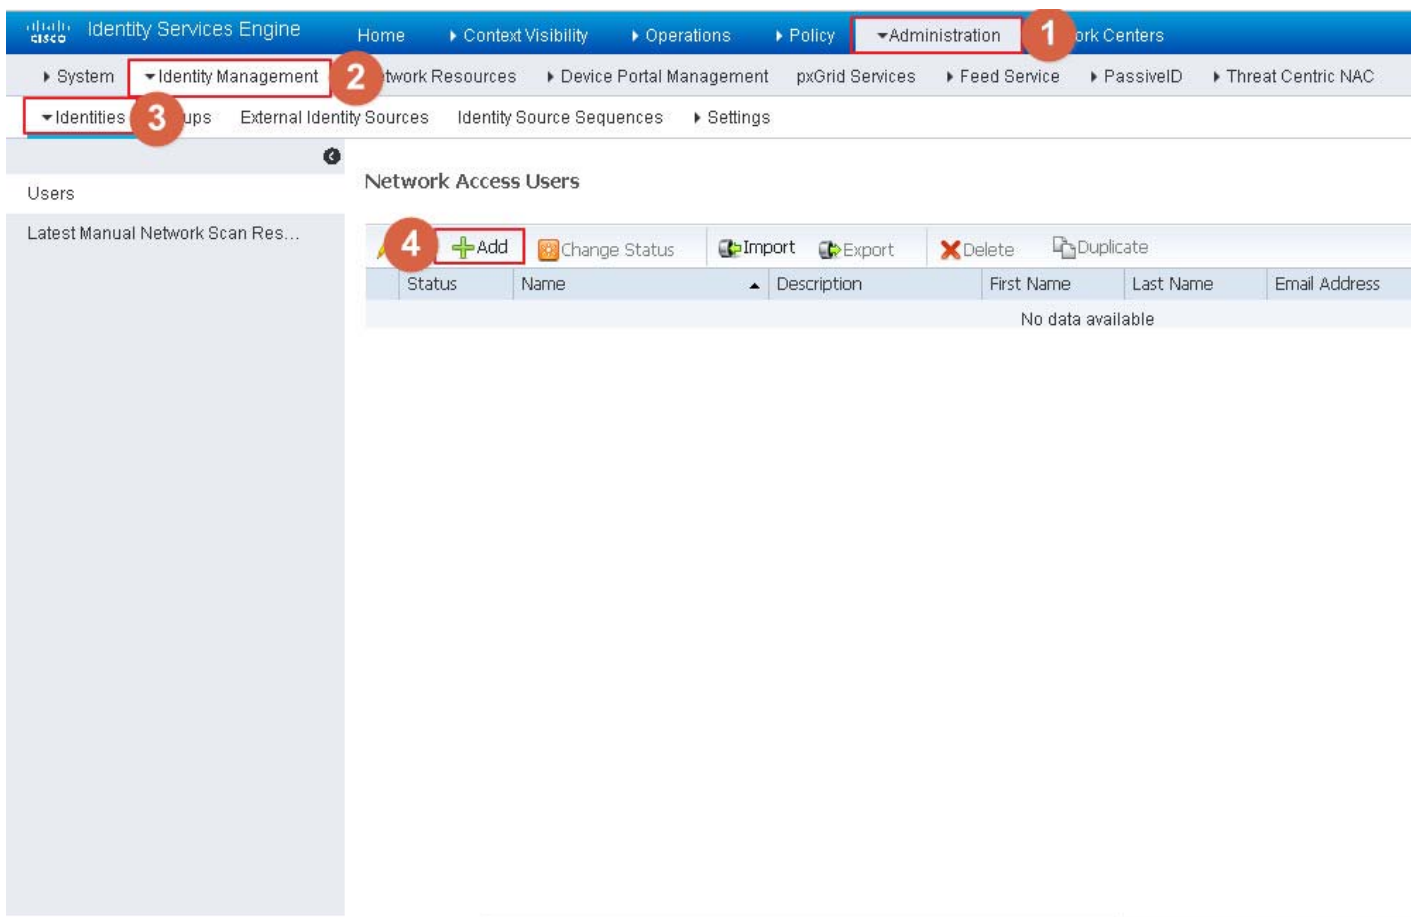 cisco Identity Services Engine Home Context Visibility Operations Policy Administration 1 Centers
System Identity Management 2 Resources Device Portal Management pxGrid Services Feed Service PassiveID Threat Centric NAC
Identities 3 External Identity Sources Identity Source Sequences Settings
Users
Latest Manual Network Scan Res...
Network Access Users
4 Add Change Status Import Export Delete Duplicate
Status Name Description First Name Last Name Email Address
No data available